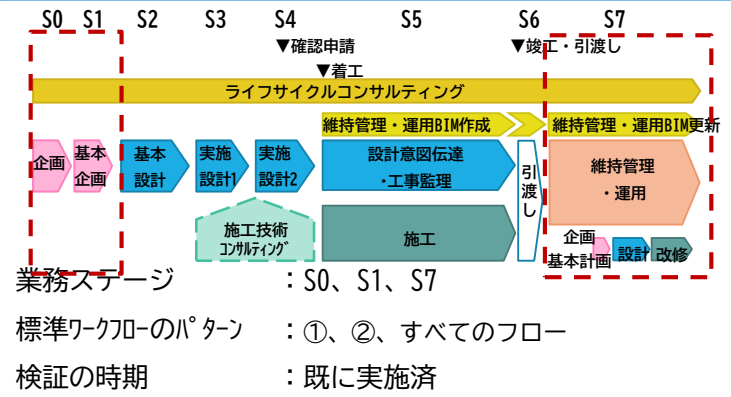 S0 S1 S2 S3 S4 S5 S6 S7
▼確認申請 ▼竣工・引渡し
▼着工
ライフサイクルコンサルティング
維持管理・運用BIM作成 維持管理・運用BIM更新
企画
基本
企画
基本
設計
実施
設計1
実施
設計2
設計意図伝達
・工事監理
引渡し
維持管理
・運用
施工技術
コンサルティング
施工
企画
基本計画
設計
改修
業務ステージ ：S0、S1、S7
標準ワークフローのパターン ：①、②、すべてのフロー
検証の時期 ：既に実施済